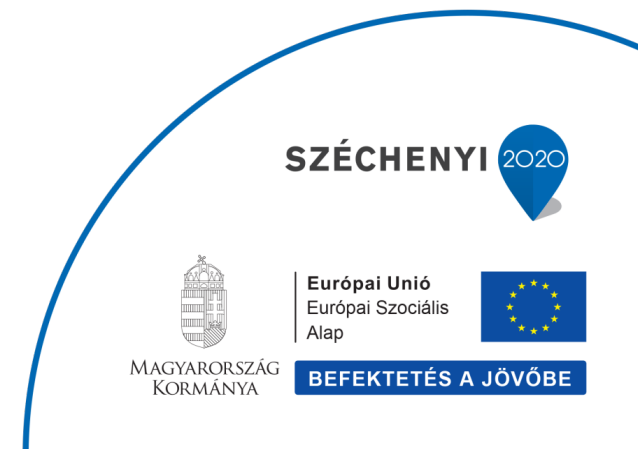 SZÉCHENYI 2020
Európai Unió
Európai Szociális
Alap
MAGYARORSZÁG
KORMÁNYA
BEFEKTETÉS A JÖVŐBE